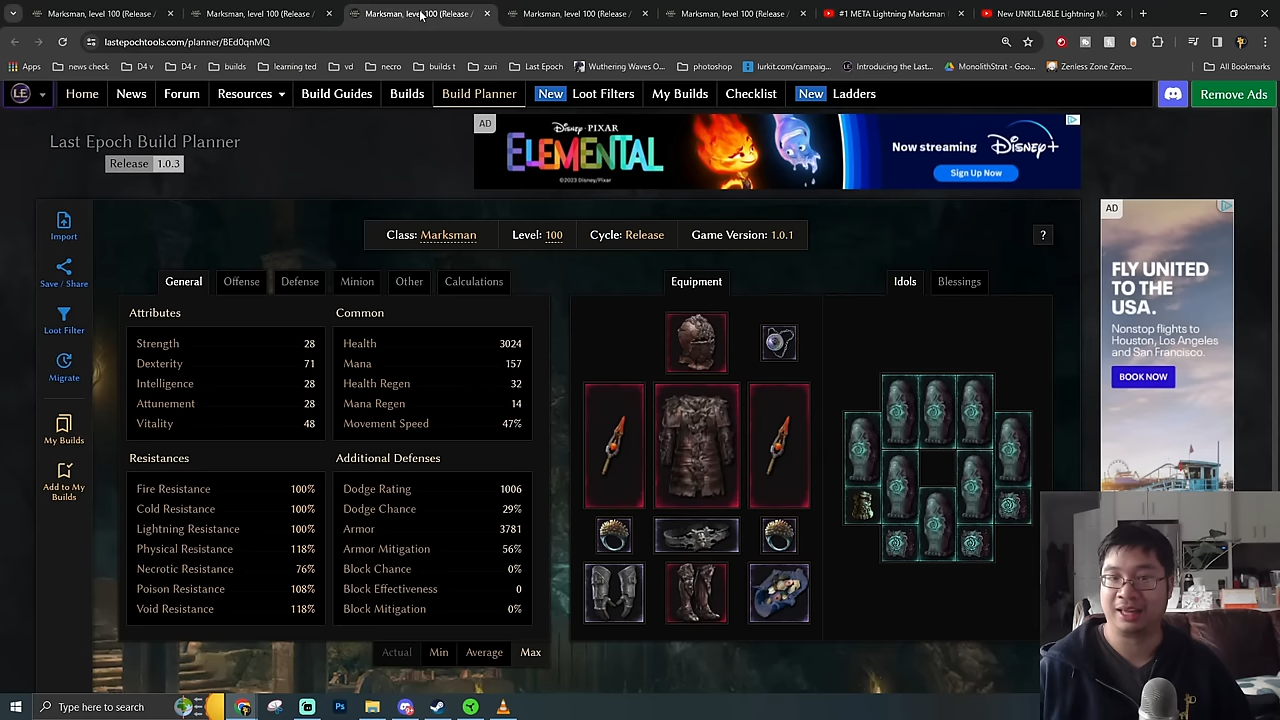 Marksman, level 100 (Release /
Marksman, level 100 (Release /
Marksman, level 100 (Release /
Marksman, level 100 (Release /
Marksman, level 100 (Release /
#1 META Lightning Marksman
New UNKILLABLE Lightning M
lastepochtools.com/planner/BEd0qnMQ
Apps
news check
D4 v
D4 r
builds
learning ted
vd
necro
builds t
zuri
Last Epoch
Wuthering Waves O...
photoshop
lurkit.com/campaig...
Introducing the Last...
MonolithStrat - Goo...
Zenless Zone Zero...
All Bookmarks
LE
Home
News
Forum
Resources
Build Guides
Builds
Build Planner
New
Loot Filters
My Builds
Checklist
New
Ladders
Remove Ads
Last Epoch Build Planner
Release 1.0.3
AD
Disney · PIXAR
ELEMENTAL
©2023 Disney/Pixar
Now streaming
Disney+
Sign Up Now
Import
Save / Share
Loot Filter
Migrate
My Builds
Add to My
Builds
Class: Marksman
Level: 100
Cycle: Release
Game Version: 1.0.1
?
General
Offense
Defense
Minion
Other
Calculations
Equipment
Idols
Blessings
Attributes
Strength 28
Dexterity 71
Intelligence 28
Attunement 28
Vitality 48
Common
Health 3024
Mana 157
Health Regen 32
Mana Regen 14
Movement Speed 47%
Resistances
Fire Resistance 100%
Cold Resistance 100%
Lightning Resistance 100%
Physical Resistance 118%
Necrotic Resistance 76%
Poison Resistance 108%
Void Resistance 118%
Additional Defenses
Dodge Rating 1006
Dodge Chance 29%
Armor 3781
Armor Mitigation 56%
Block Chance 0%
Block Effectiveness 0
Block Mitigation 0%
Actual
Min
Average
Max
AD
FLY UNITED
TO THE
USA.
Nonstop flights to
Houston, Los Angeles
and San Francisco.
BOOK NOW
Type here to search